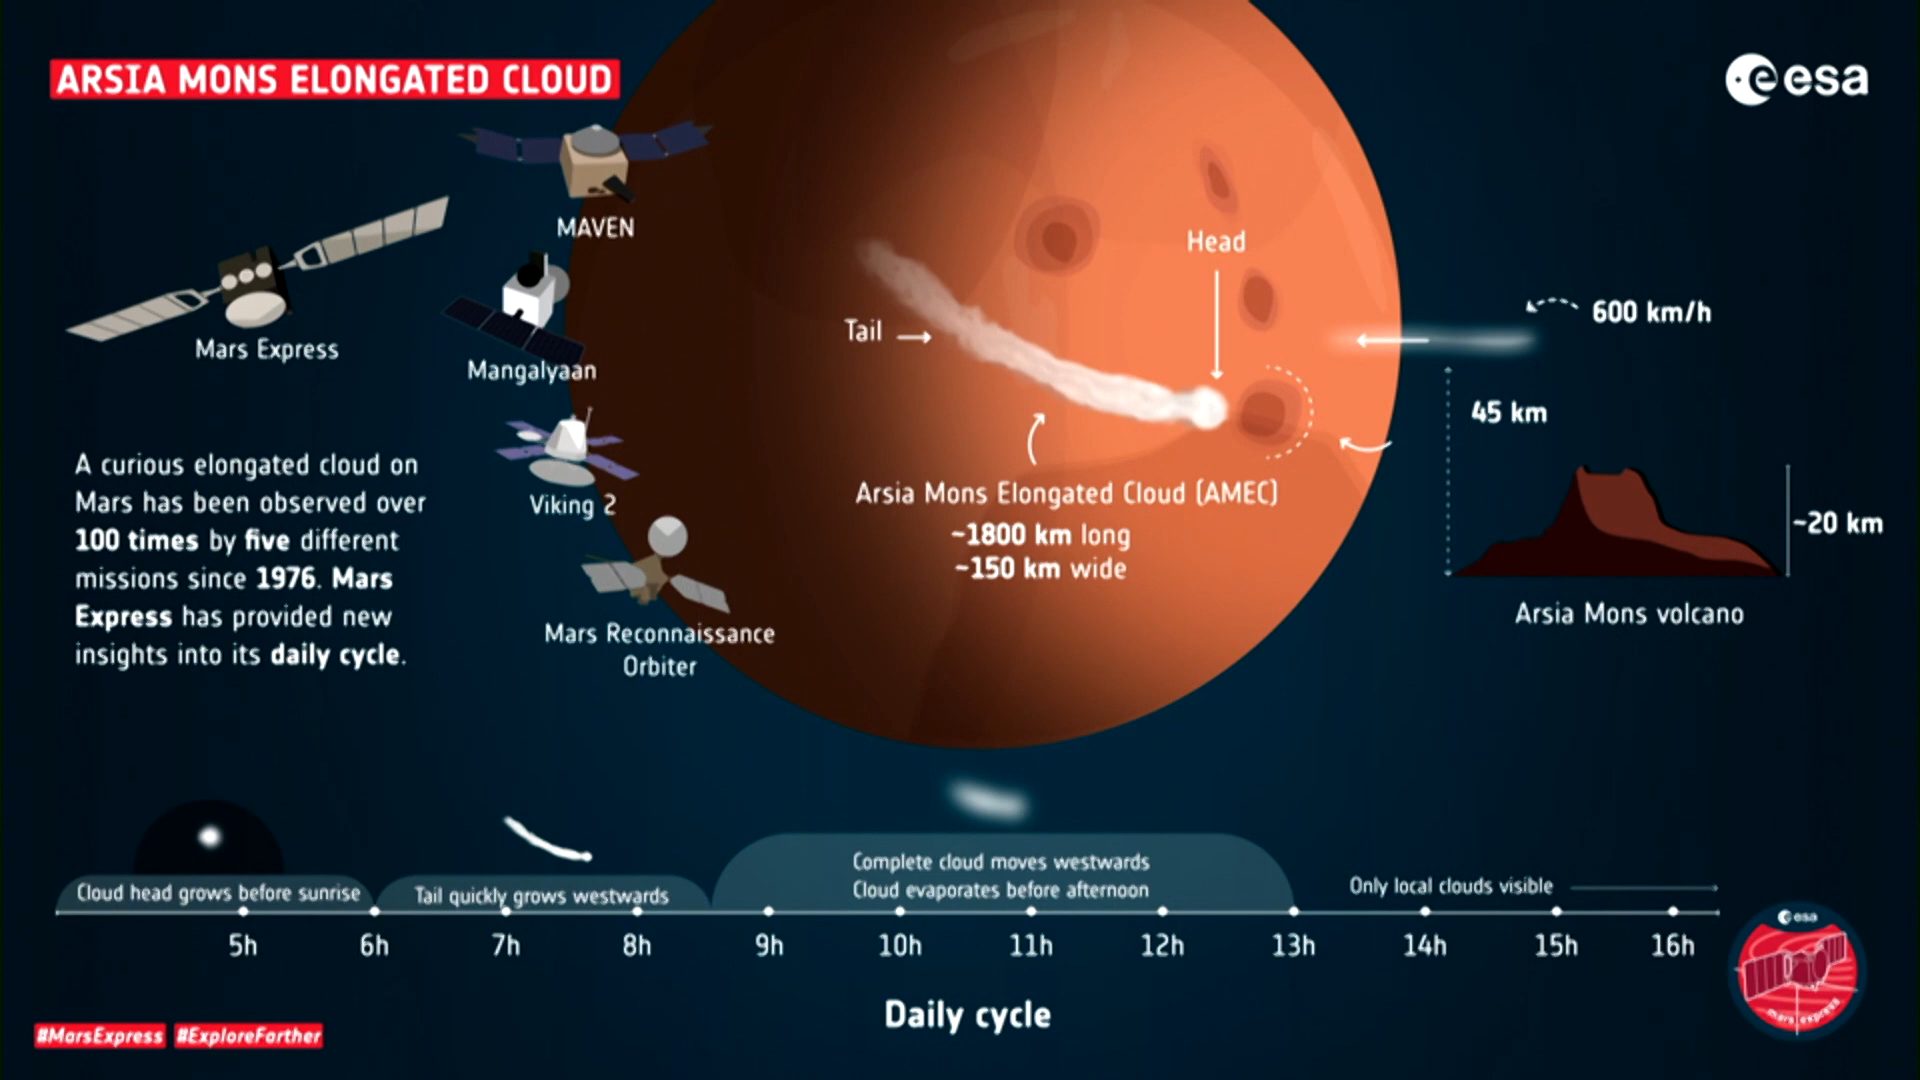 ARSIA MONS ELONGATED CLOUD
esa
MAVEN
Mars Express
Mangalyaan
Viking 2
Mars Reconnaissance
Orbiter
A curious elongated cloud on
Mars has been observed over
100 times by five different
missions since 1976. Mars
Express has provided new
insights into its daily cycle.
Head
Tail
Arsia Mons Elongated Cloud (AMEC)
~1800 km long
~150 km wide
600 km/h
45 km
~20 km
Arsia Mons volcano
Cloud head grows before sunrise
Tail quickly grows westwards
Complete cloud moves westwards
Cloud evaporates before afternoon
Only local clouds visible
5h 6h 7h 8h 9h 10h 11h 12h 13h 14h 15h 16h
Daily cycle
#MarsExpress #ExploreFarther
esa
mars express